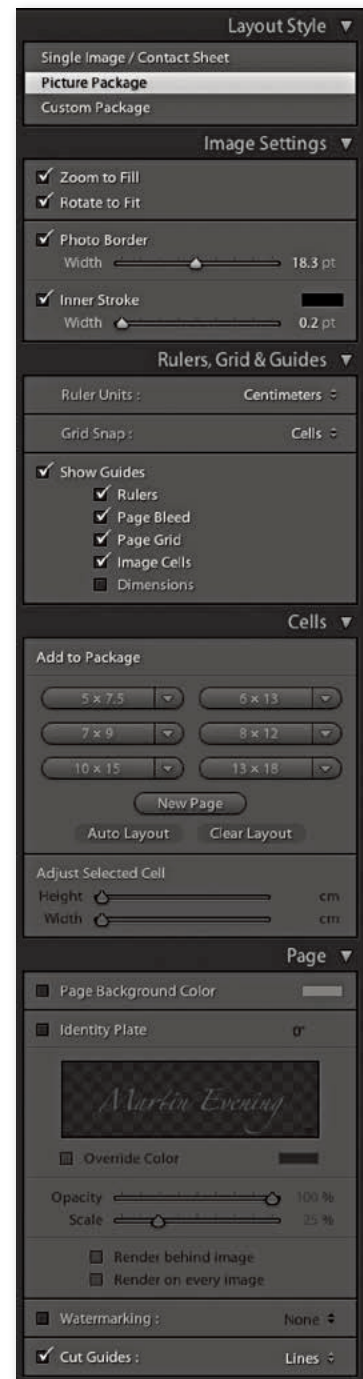 Layout Style
Single Image / Contact Sheet
Picture Package
Custom Package
Image Settings
Zoom to Fill
Rotate to Fit
Photo Border
Width 18.3 pt
Inner Stroke
Width 0.2 pt
Rulers, Grid & Guides
Ruler Units : Centimeters
Grid Snap : Cells
Show Guides
Rulers
Page Bleed
Page Grid
Image Cells
Dimensions
Cells
Add to Package
5 x 7.5 6 x 13
7 x 9 8 x 12
10 x 15 13 x 18
New Page
Auto Layout Clear Layout
Adjust Selected Cell
Height cm
Width cm
Page
Page Background Color
Identity Plate 0°
Martin Evening
Override Color
Opacity 100 %
Scale 25 %
Render behind image
Render on every image
Watermarking : None
Cut Guides : Lines